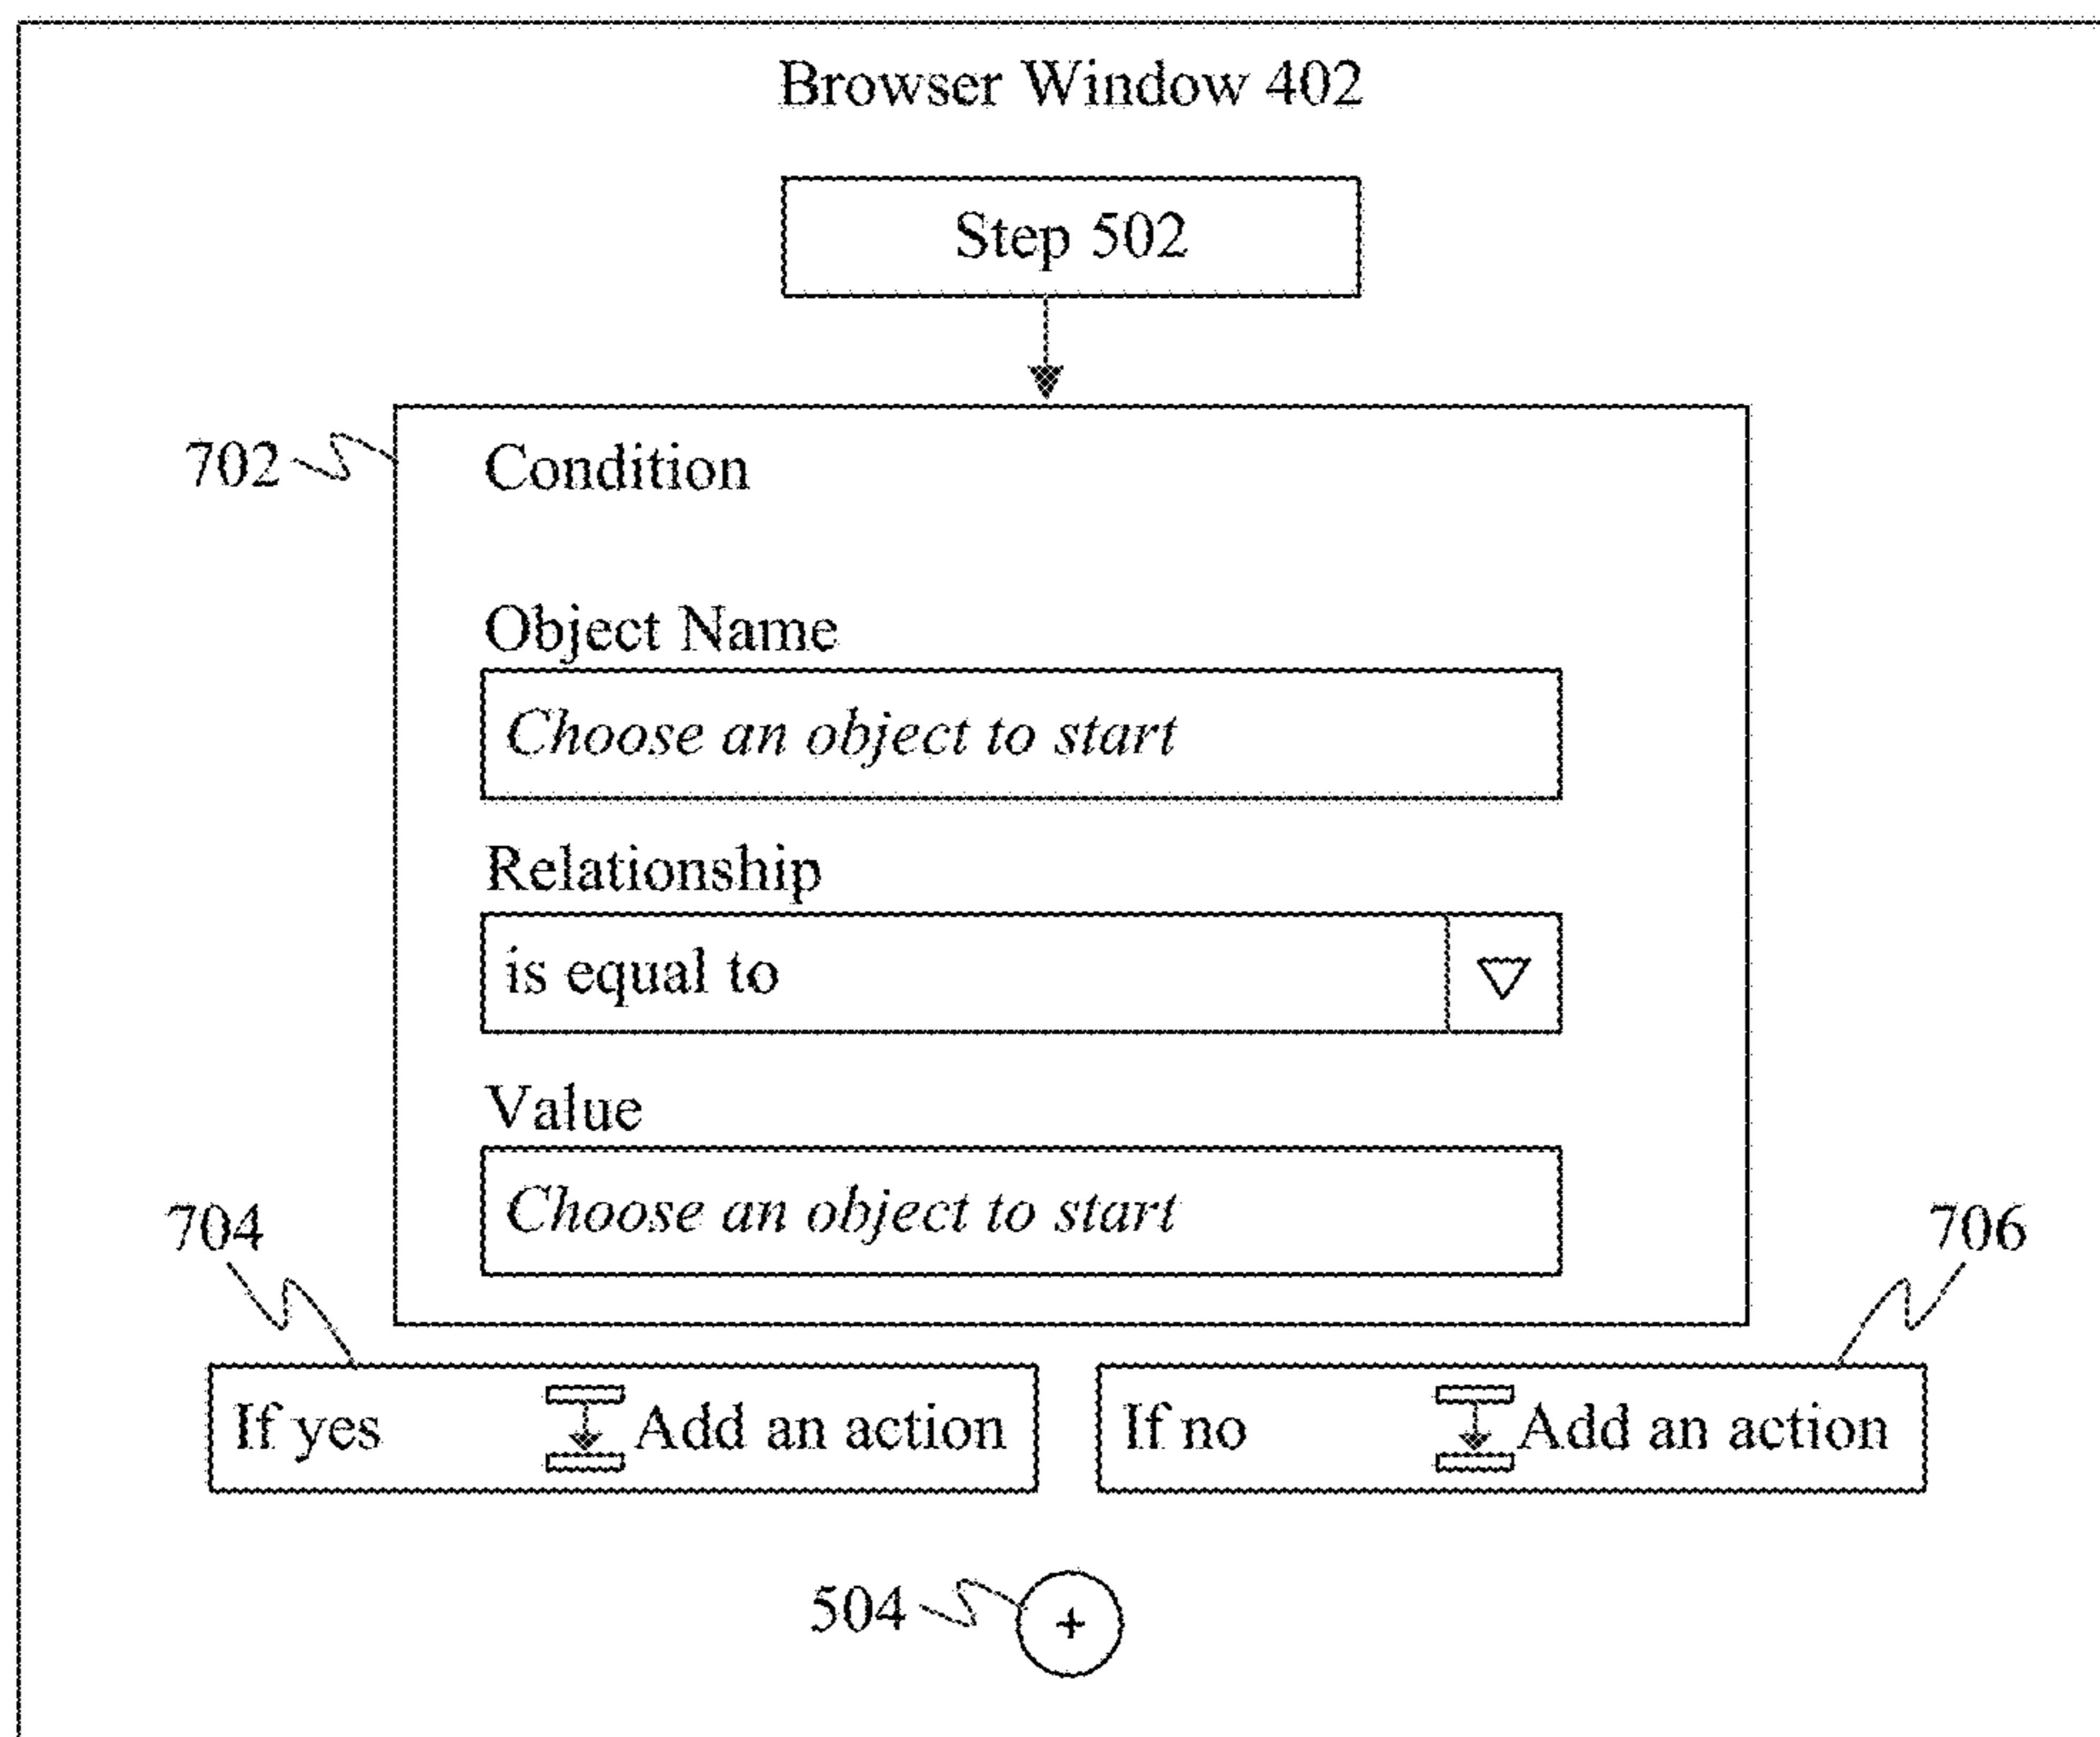 Browser Window 402
Step 502
702
Condition
Object Name
Choose an object to start
Relationship
is equal to
Value
Choose an object to start
704
706
If yes Add an action
If no Add an action
504 +